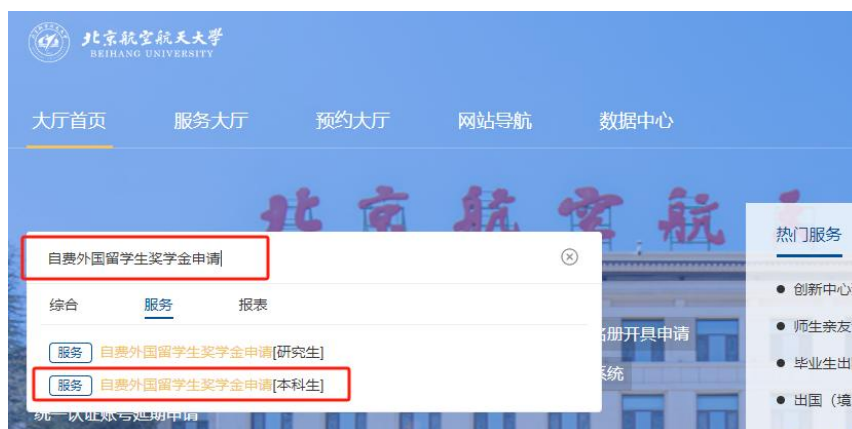 北京航空航天大学
BEIHANG UNIVERSITY
大厅首页 服务大厅 预约大厅 网站导航 数据中心
北京航空航
自费外国留学生奖学金申请
综合 服务 报表
服务 自费外国留学生奖学金申请[研究生]
服务 自费外国留学生奖学金申请[本科生]
册开具申请
系统
统一认证账号延期申请
热门服务
创新中心
师生亲友
毕业生出
出国（境